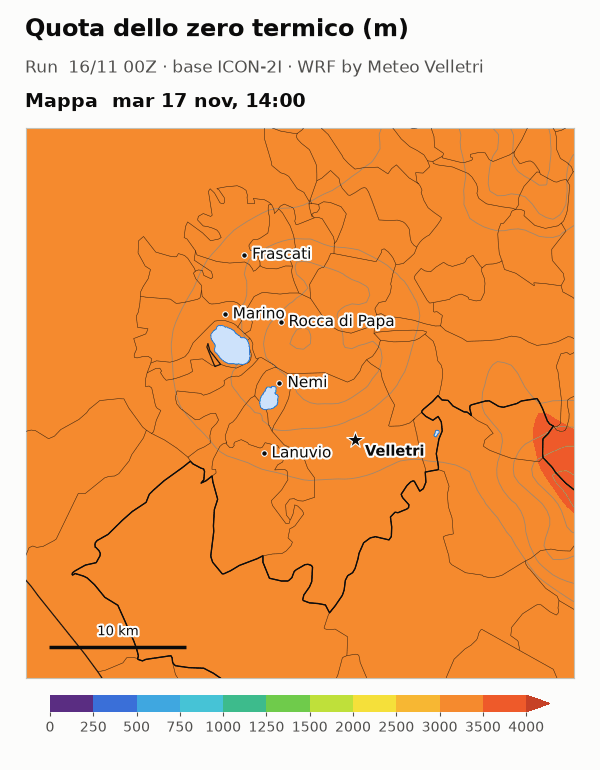 Quota dello zero termico (m)
Run  16/11 00Z · base ICON-2I · WRF by Meteo Velletri
Mappa  mar 17 nov, 14:00
Frascati
Marino
Rocca di Papa
Nemi
Velletri
Lanuvio
10 km
0 250 500 750 1000 1250 1500 2000 2500 3000 3500 4000